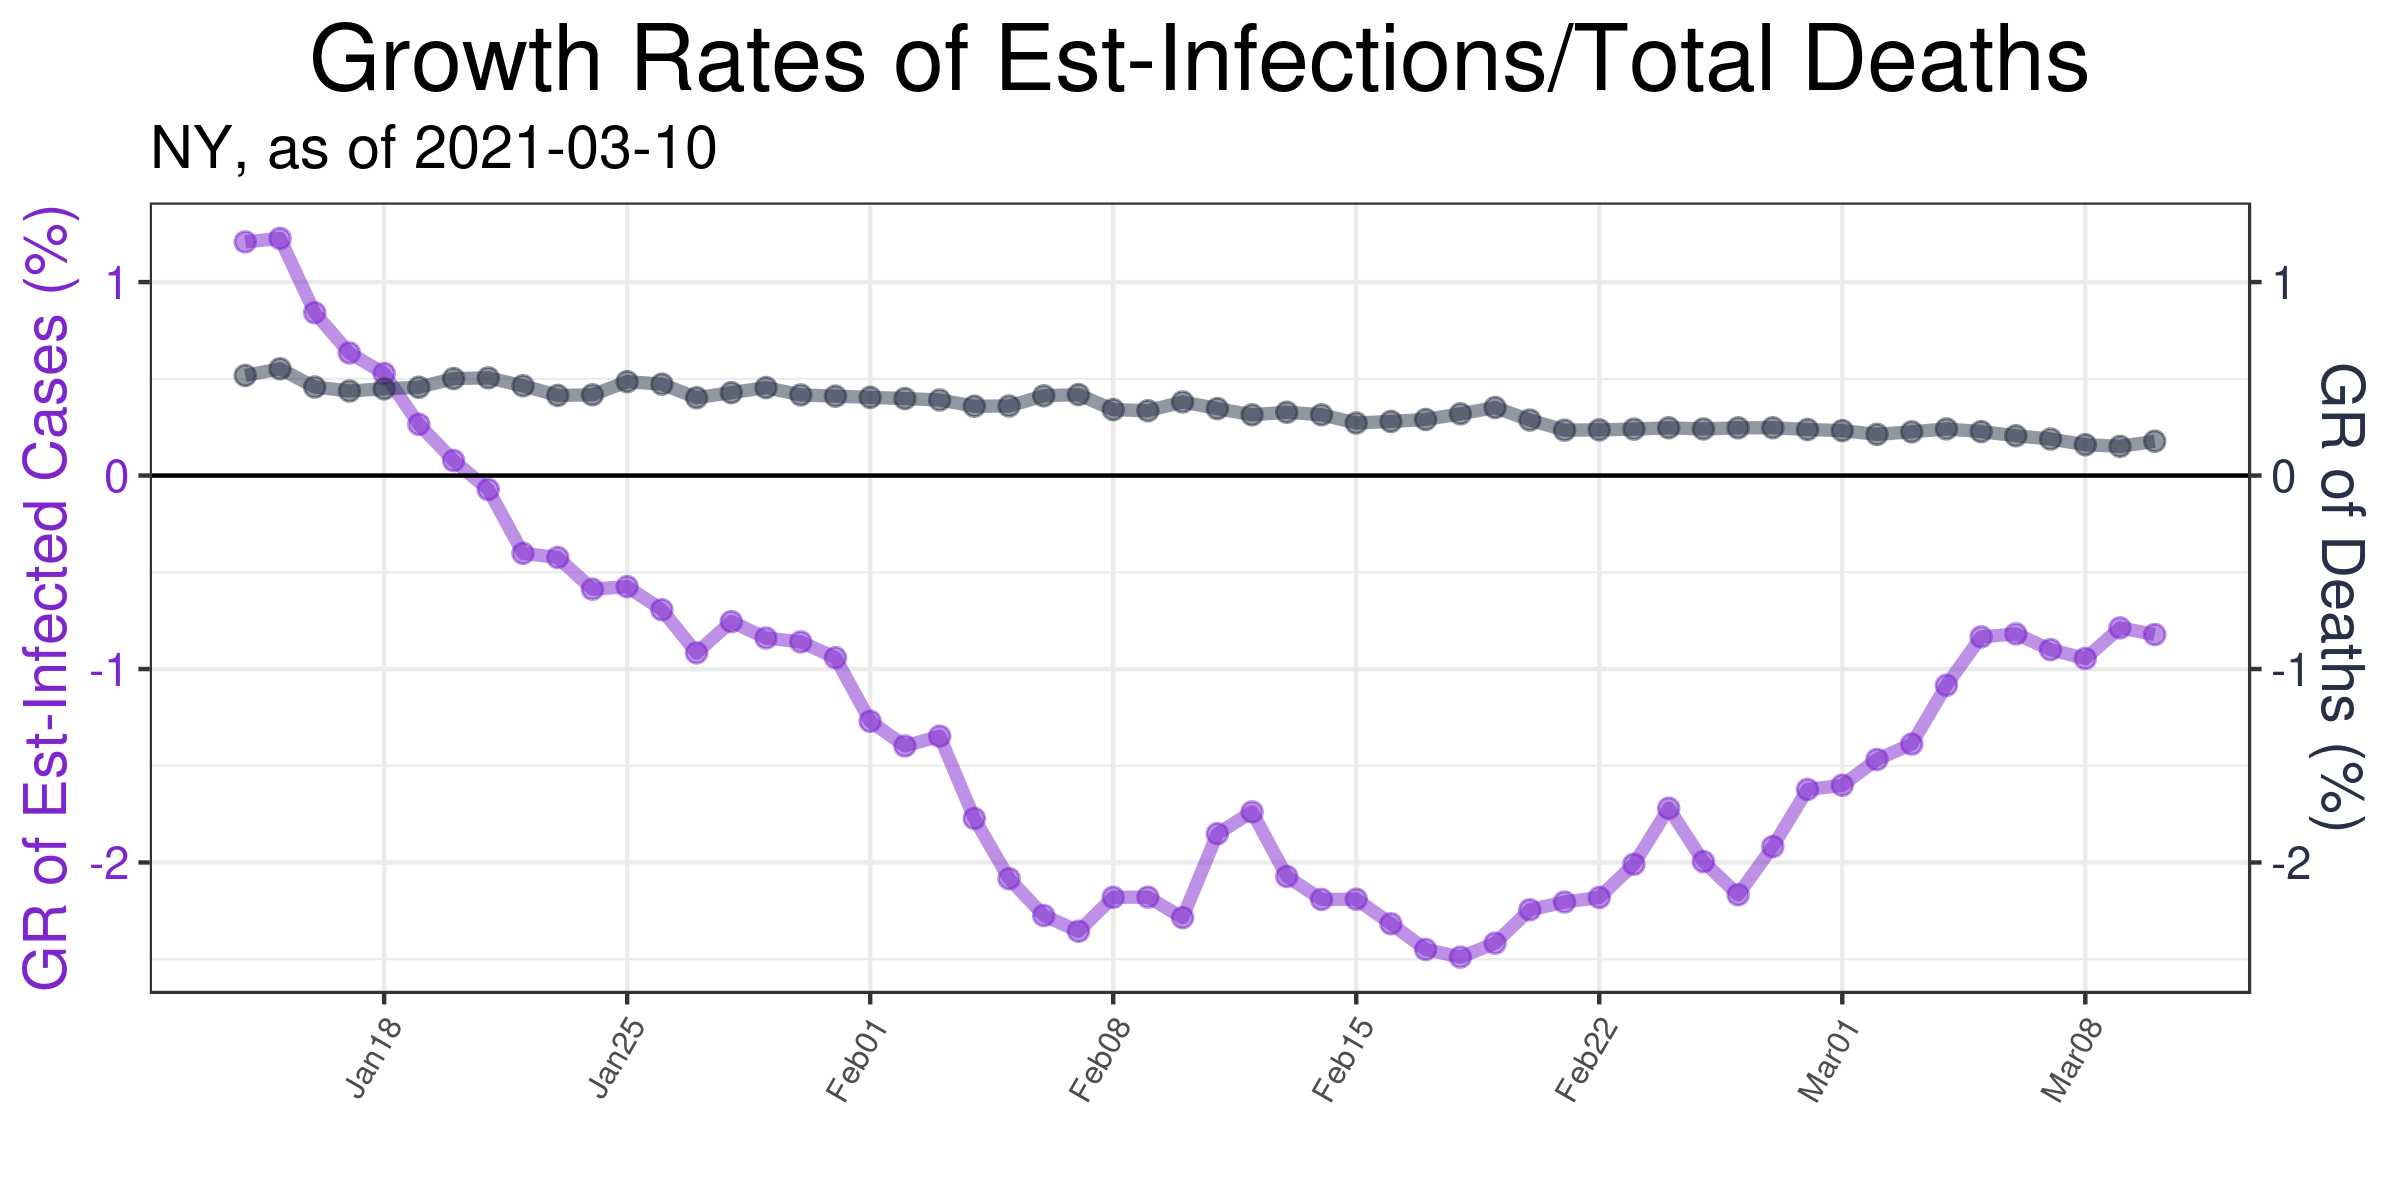 Growth Rates of Est-Infections/Total Deaths
NY, as of 2021-03-10
GR of Est-Infected Cases (%)
1
0
-1
-2
1
0
-1
-2
GR of Deaths (%)
Jan18
Jan25
Feb01
Feb08
Feb15
Feb22
Mar01
Mar08